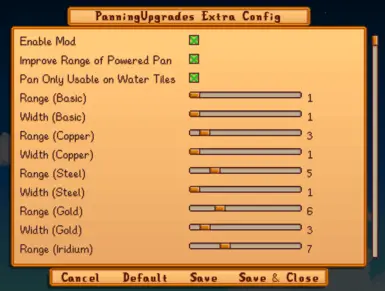 PanningUpgrades Extra Config
Enable Mod
Improve Range of Powered Pan
Pan Only Usable on Water Tiles
Range (Basic) 1
Width (Basic) 1
Range (Copper) 3
Width (Copper) 1
Range (Steel) 5
Width (Steel) 1
Range (Gold) 6
Width (Gold) 3
Range (Iridium) 7
Cancel Default Save Save & Close